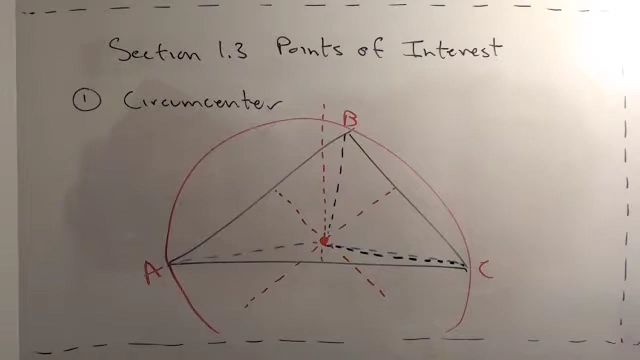 Section 1.3 Points of Interest
① Circumcenter
B
A
C